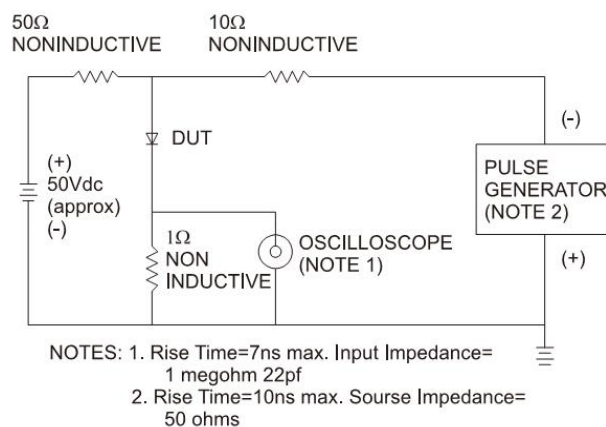 50Ω
NONINDUCTIVE
10Ω
NONINDUCTIVE
DUT
(+)
50Vdc
(approx)
(-)
1Ω
NON
INDUCTIVE
OSCILLOSCOPE
(NOTE 1)
(-)
PULSE
GENERATOR
(NOTE 2)
(+)
NOTES: 1. Rise Time=7ns max. Input Impedance=
1 megohm 22pf
2. Rise Time=10ns max. Sourse Impedance=
50 ohms